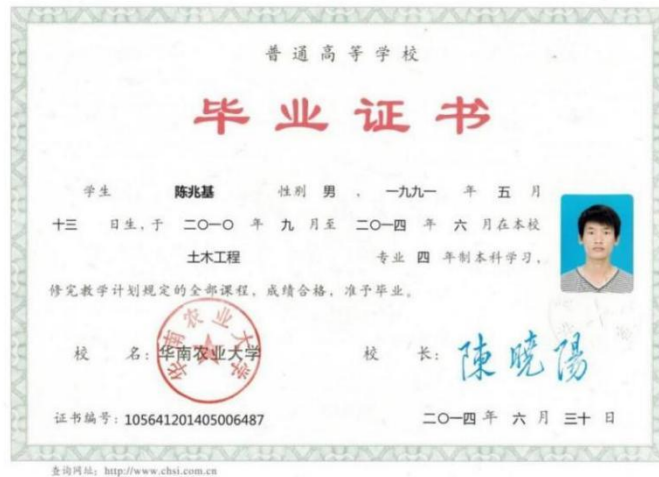 普通高等学校
毕业证书
学生 陈兆基 性别 男 ，一九九一 年 五 月
十三 日生，于 二〇一〇 年 九 月至 二〇一四 年 六 月在本校
土木工程 专业 四 年制本科学习，
修完教学计划规定的全部课程，成绩合格，准予毕业。
华南农业大学
校 名：华南农业大学 校 长：陳曉陽
证书编号：105641201405006487 二〇一四 年 六 月 三十 日
查询网址：http://www.chsi.com.cn